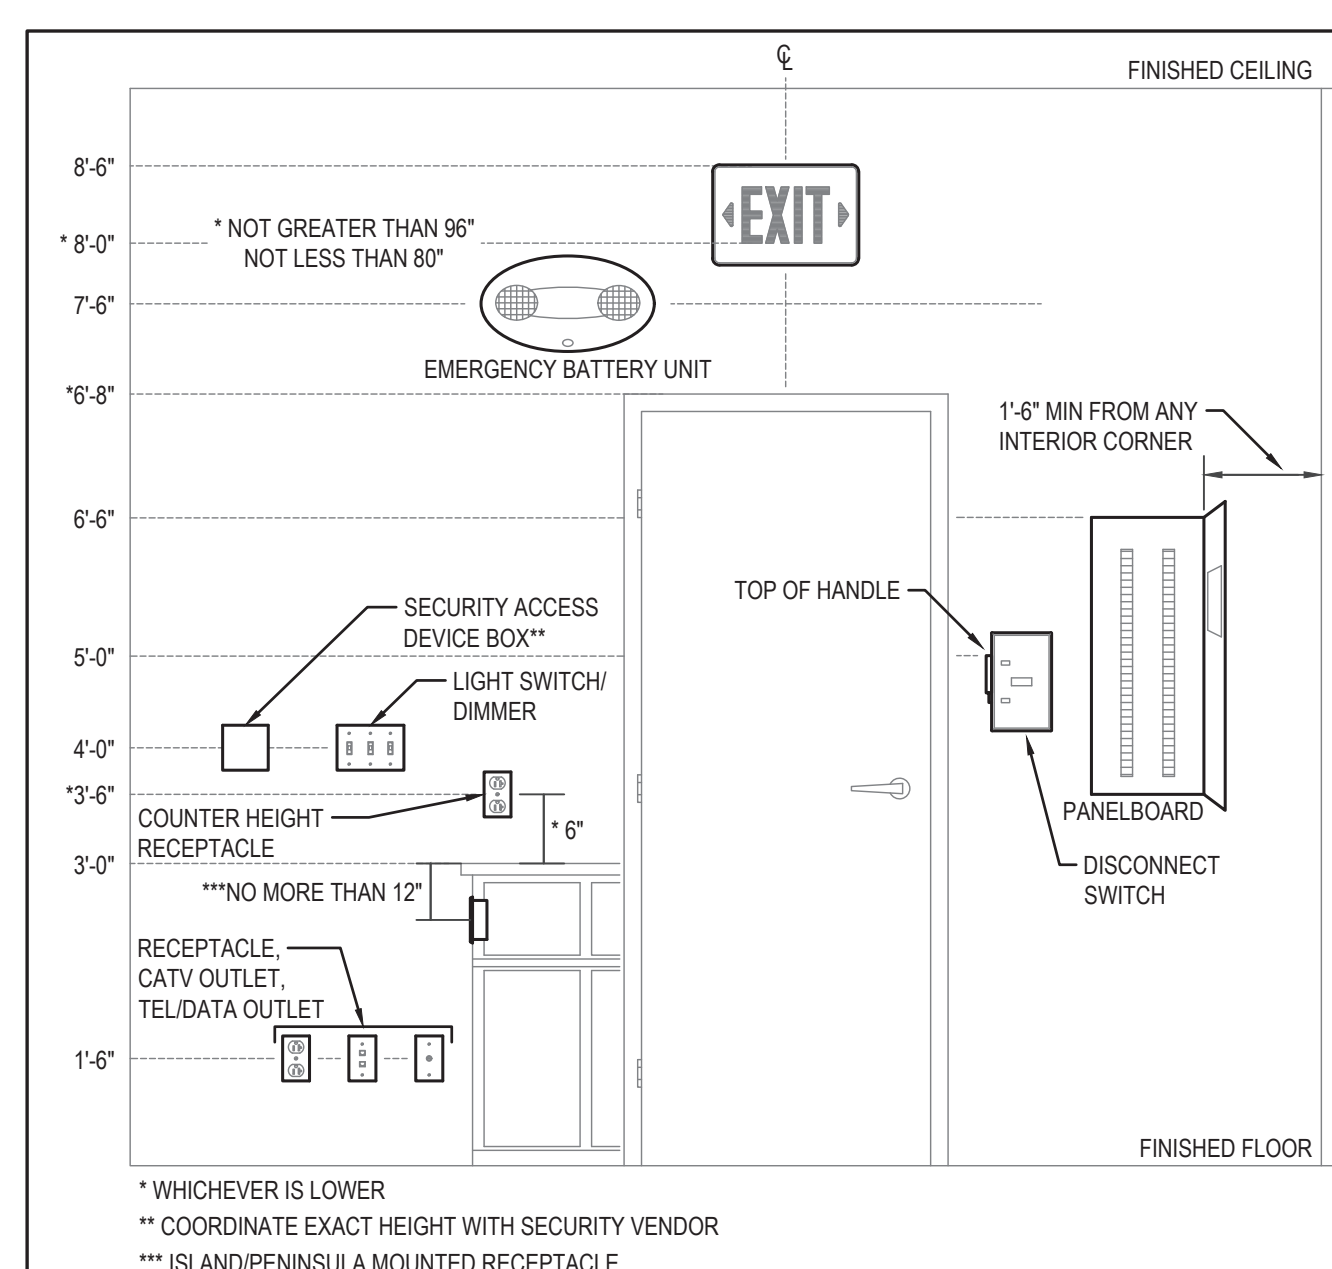 ℄
FINISHED CEILING
8'-6"
EXIT
* NOT GREATER THAN 96"
* 8'-0"
NOT LESS THAN 80"
7'-6"
EMERGENCY BATTERY UNIT
*6'-8"
1'-6" MIN FROM ANY
INTERIOR CORNER
6'-6"
TOP OF HANDLE
SECURITY ACCESS
DEVICE BOX**
5'-0"
LIGHT SWITCH/
DIMMER
4'-0"
*3'-6"
COUNTER HEIGHT
RECEPTACLE
* 6"
PANELBOARD
3'-0"
DISCONNECT
SWITCH
***NO MORE THAN 12"
RECEPTACLE,
CATV OUTLET,
TEL/DATA OUTLET
1'-6"
FINISHED FLOOR
* WHICHEVER IS LOWER
** COORDINATE EXACT HEIGHT WITH SECURITY VENDOR
*** ISLAND/PENINSULA MOUNTED RECEPTACLE